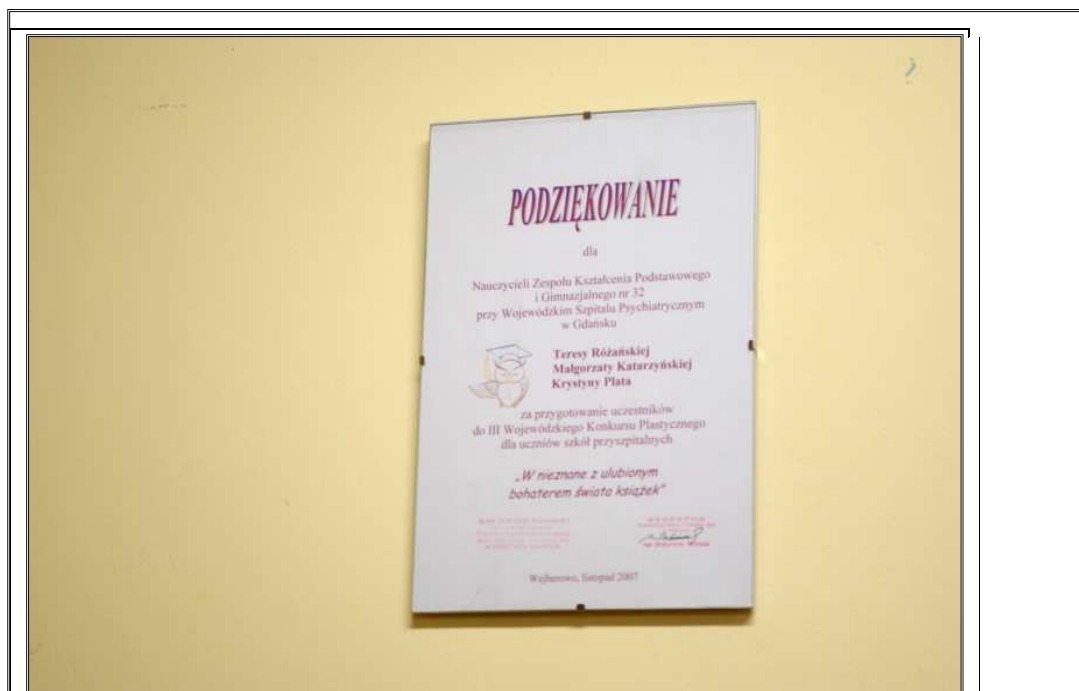 PODZIĘKOWANIE
dla
Nauczycieli Zespołu Kształcenia Podstawowego
i Gimnazjalnego nr 32
przy Wojewódzkim Szpitalu Psychiatrycznym
w Gdańsku
Teresy Różańskiej
Małgorzaty Katarzyńskiej
Krystyny Plata
za przygotowanie uczestników
do III Wojewódzkiego Konkursu Plastycznego
dla uczniów szkół przyszpitalnych
„W nieznane z ulubionym
bohaterem świata książek"
Wejherowo, listopad 2007